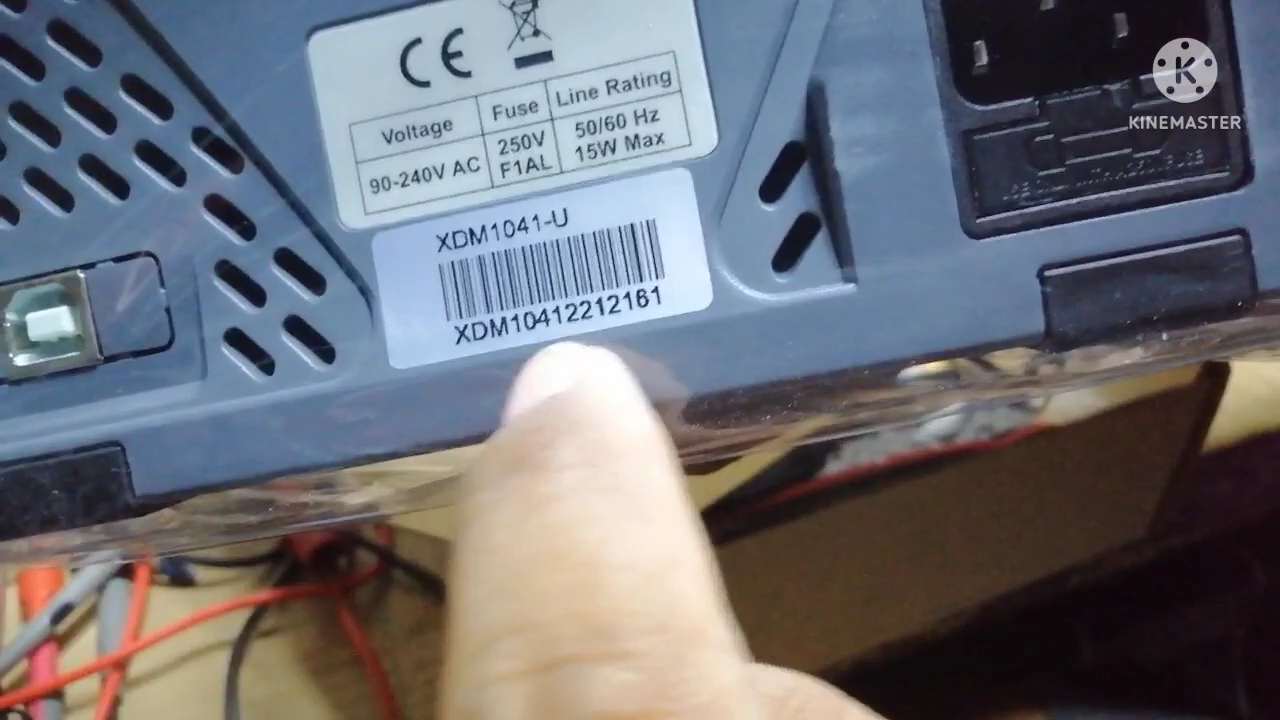 CE
Voltage Fuse Line Rating
90-240V AC 250V F1AL 50/60 Hz 15W Max
XDM1041-U
XDM10412212161
K
KINEMASTER